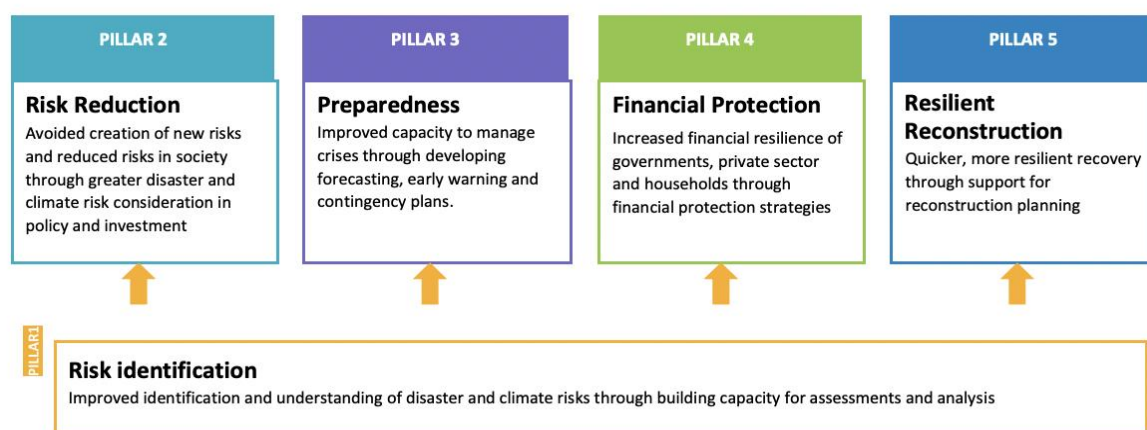 PILLAR 2
Risk Reduction
Avoided creation of new risks
and reduced risks in society
through greater disaster and
climate risk consideration in
policy and investment
PILLAR 3
Preparedness
Improved capacity to manage
crises through developing
forecasting, early warning and
contingency plans.
PILLAR 4
Financial Protection
Increased financial resilience of
governments, private sector
and households through
financial protection strategies
PILLAR 5
Resilient
Reconstruction
Quicker, more resilient recovery
through support for
reconstruction planning
PILLAR1
Risk identification
Improved identification and understanding of disaster and climate risks through building capacity for assessments and analysis